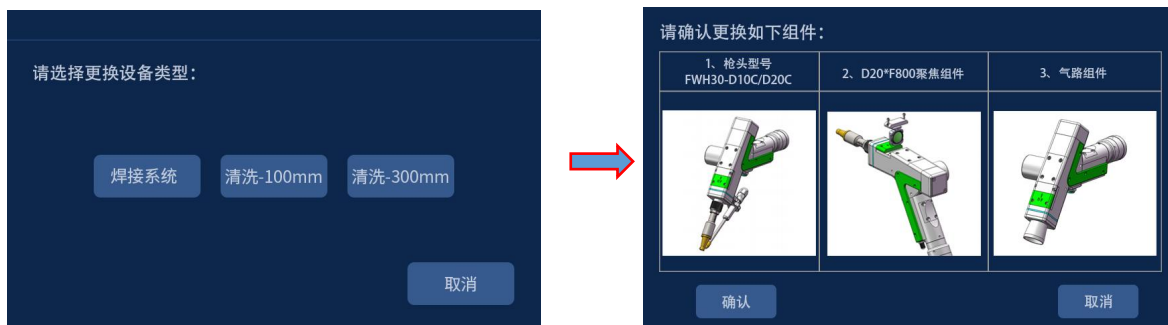 请选择更换设备类型：
焊接系统
清洗-100mm
清洗-300mm
取消
请确认更换如下组件：
1、枪头型号
FWH30-D10C/D20C
2、D20*F800聚焦组件
3、气路组件
确认
取消